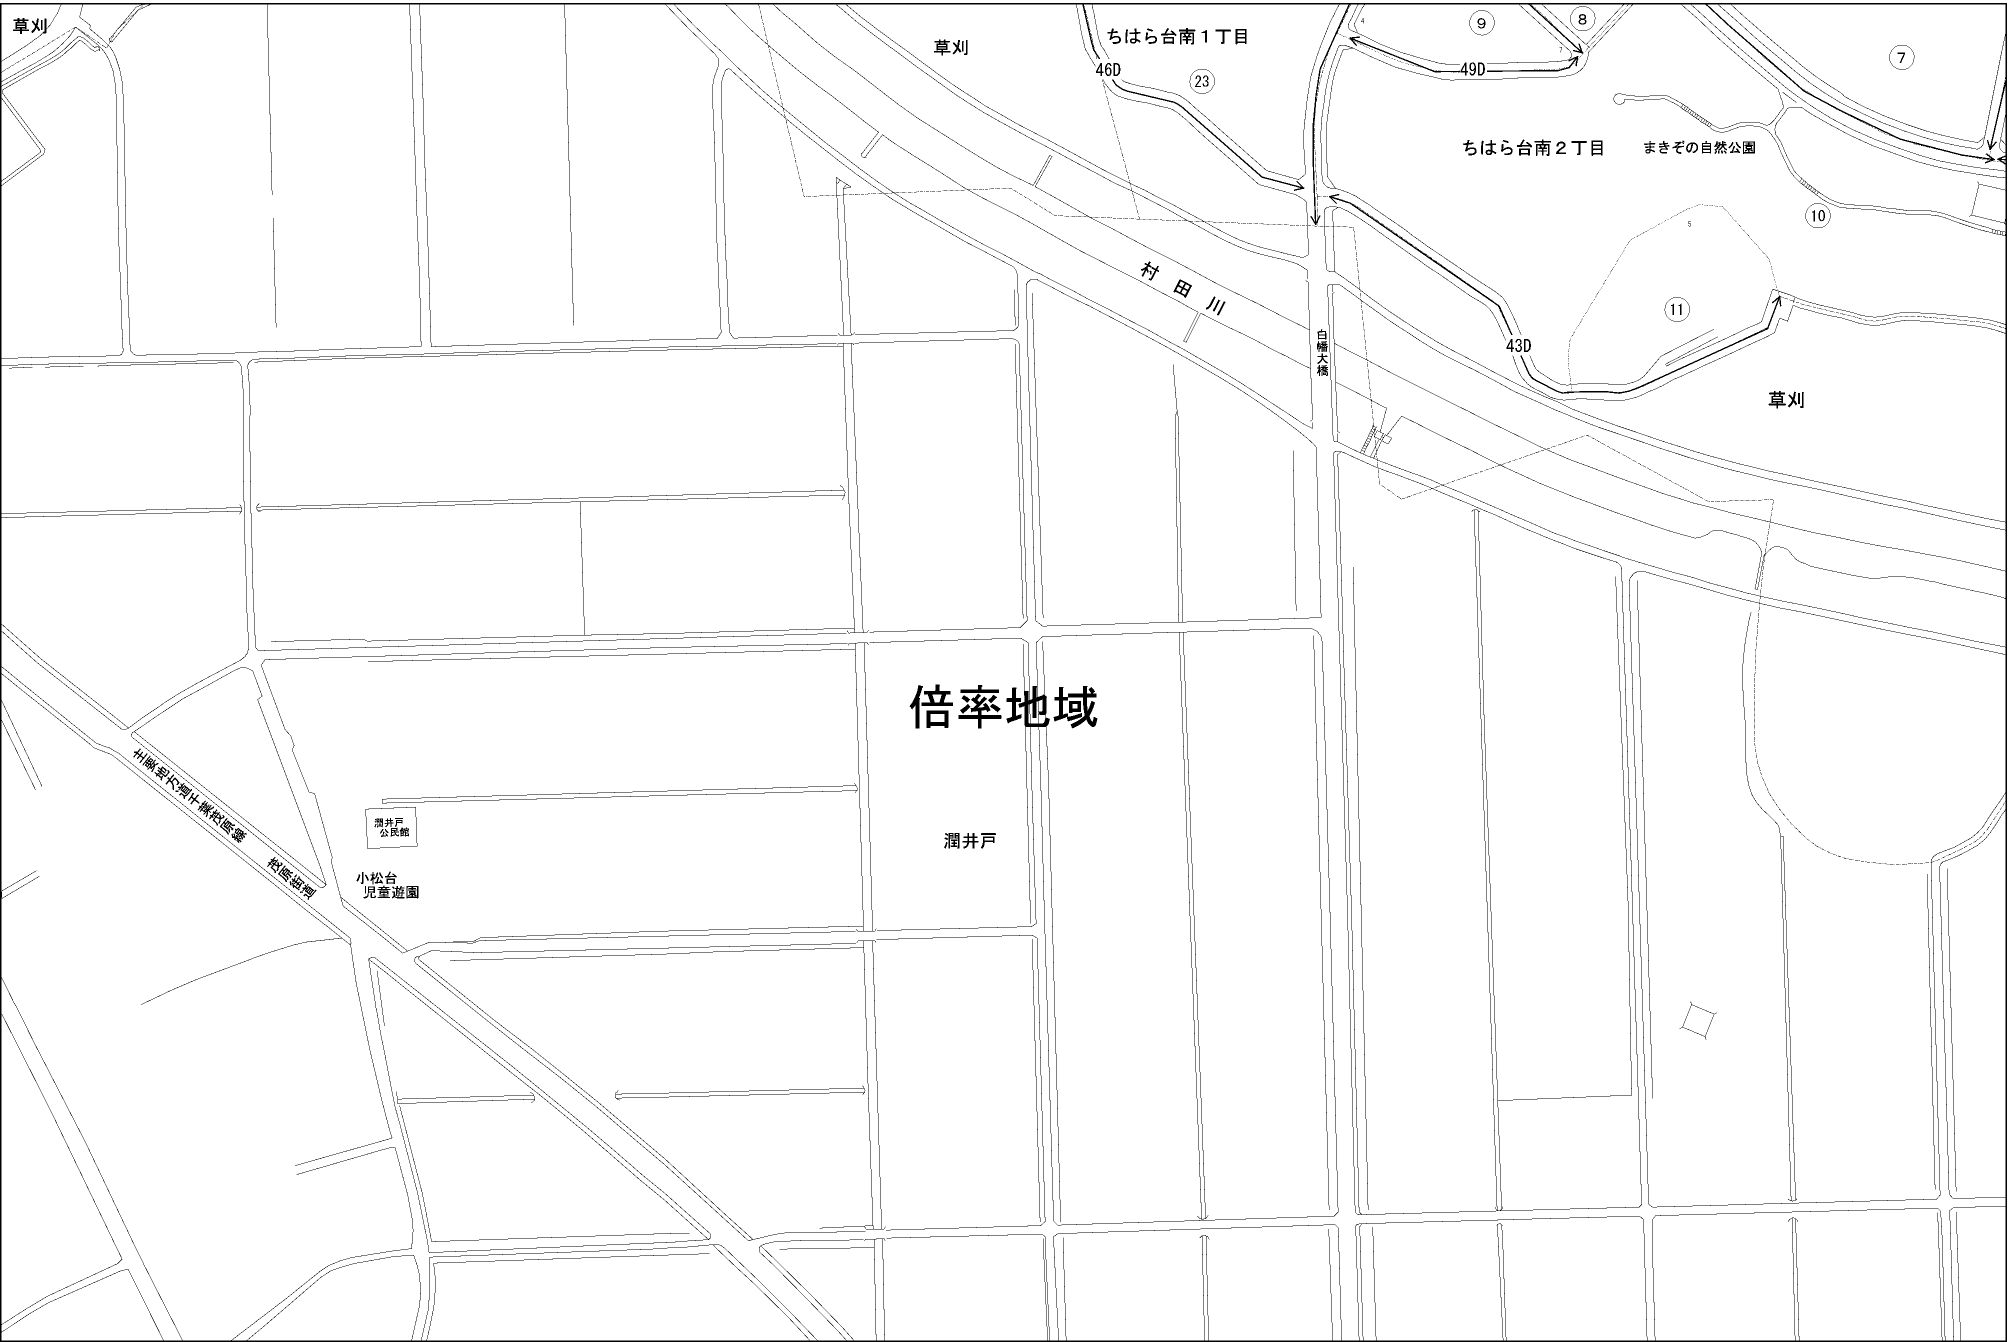 草刈
草刈
ちはら台南1丁目
⑨
⑧
⑦
4
7
46D
㉓
49D
ちはら台南2丁目
まきぞの自然公園
⑩
5
村田川
⑪
白幡大橋
43D
草刈
倍率地域
主要地方道千葉茂原線
茂原街道
潤井戸
公民館
潤井戸
小松台
児童遊園